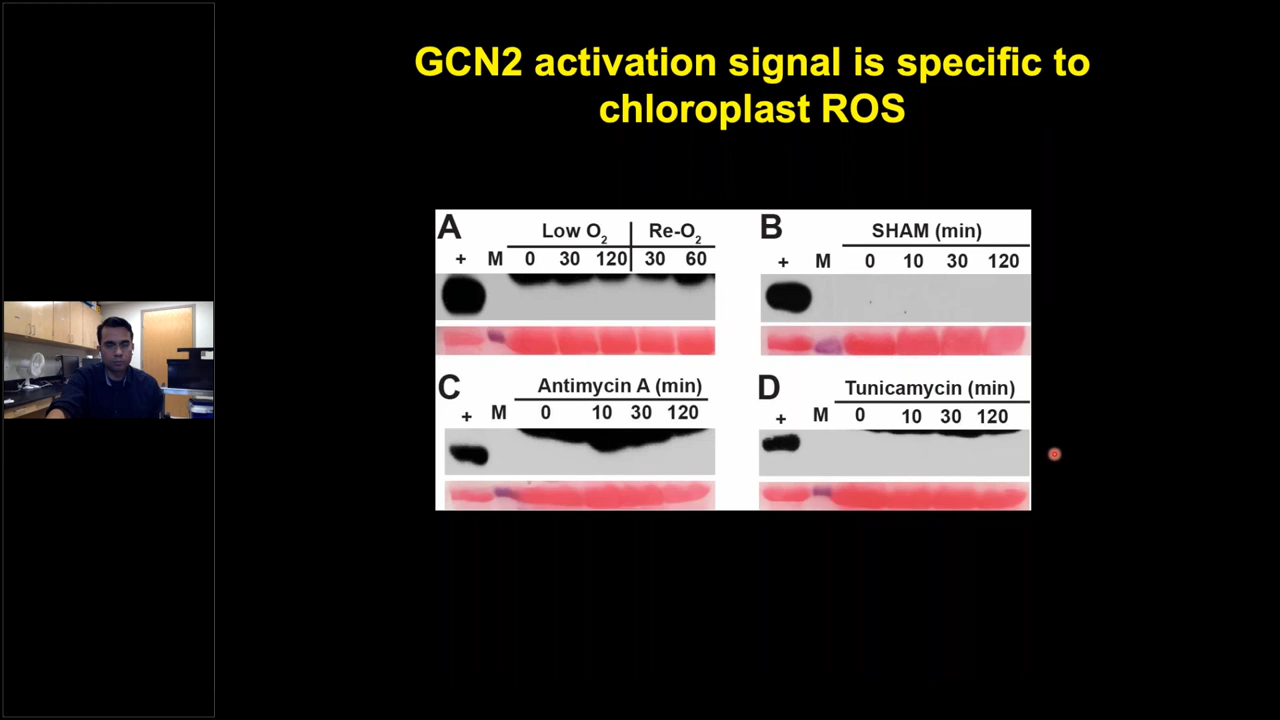 GCN2 activation signal is specific to
chloroplast ROS
A
Low O2 Re-O2
+ M 0 30 120 30 60
B
SHAM (min)
+ M 0 10 30 120
C
Antimycin A (min)
+ M 0 10 30 120
D
Tunicamycin (min)
+ M 0 10 30 120